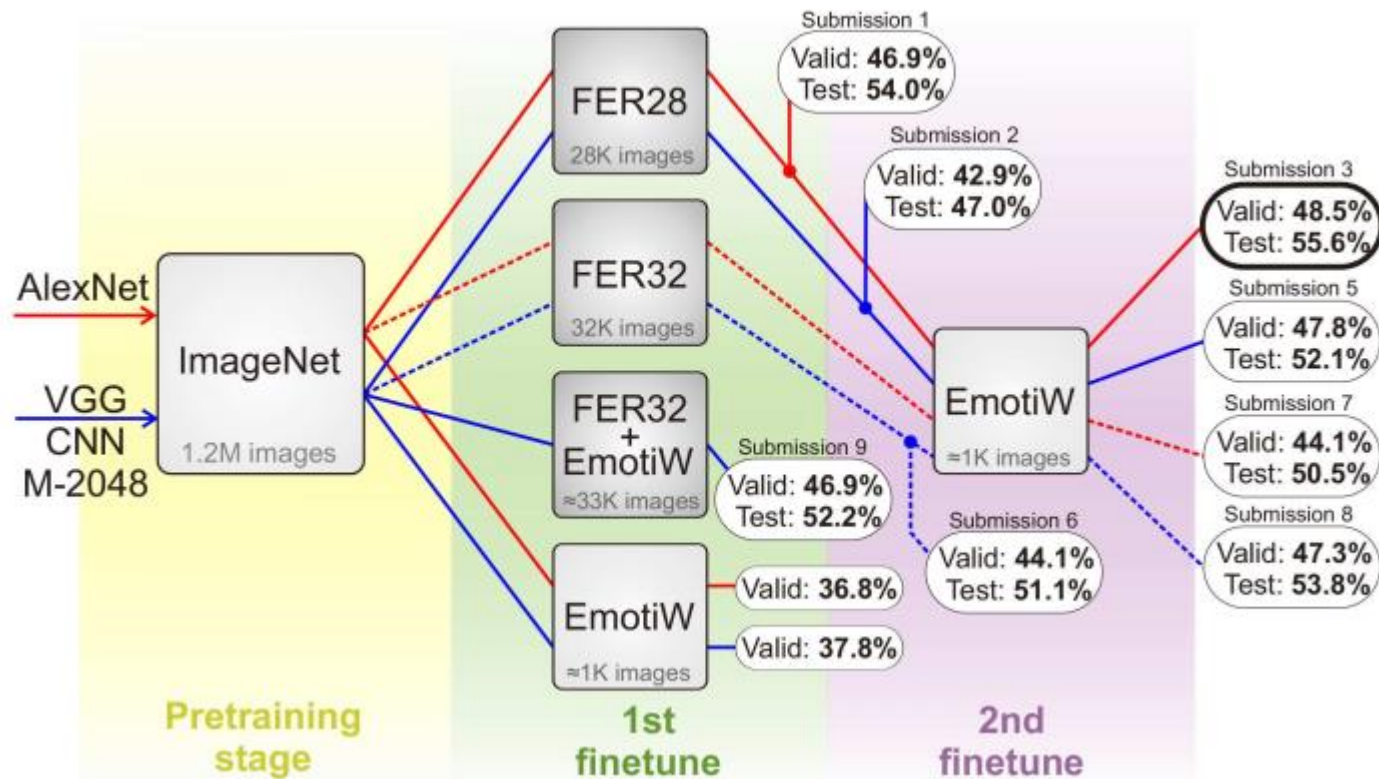 AlexNet
VGG
CNN
M-2048
ImageNet
1.2M images
Pretraining
stage
FER28
28K images
FER32
32K images
FER32
+
EmotiW
≈33K images
EmotiW
≈1K images
1st
finetune
Submission 1
Valid: 46.9%
Test: 54.0%
Submission 2
Valid: 42.9%
Test: 47.0%
Submission 9
Valid: 46.9%
Test: 52.2%
Valid: 36.8%
Valid: 37.8%
Submission 6
Valid: 44.1%
Test: 51.1%
EmotiW
≈1K images
2nd
finetune
Submission 3
Valid: 48.5%
Test: 55.6%
Submission 5
Valid: 47.8%
Test: 52.1%
Submission 7
Valid: 44.1%
Test: 50.5%
Submission 8
Valid: 47.3%
Test: 53.8%